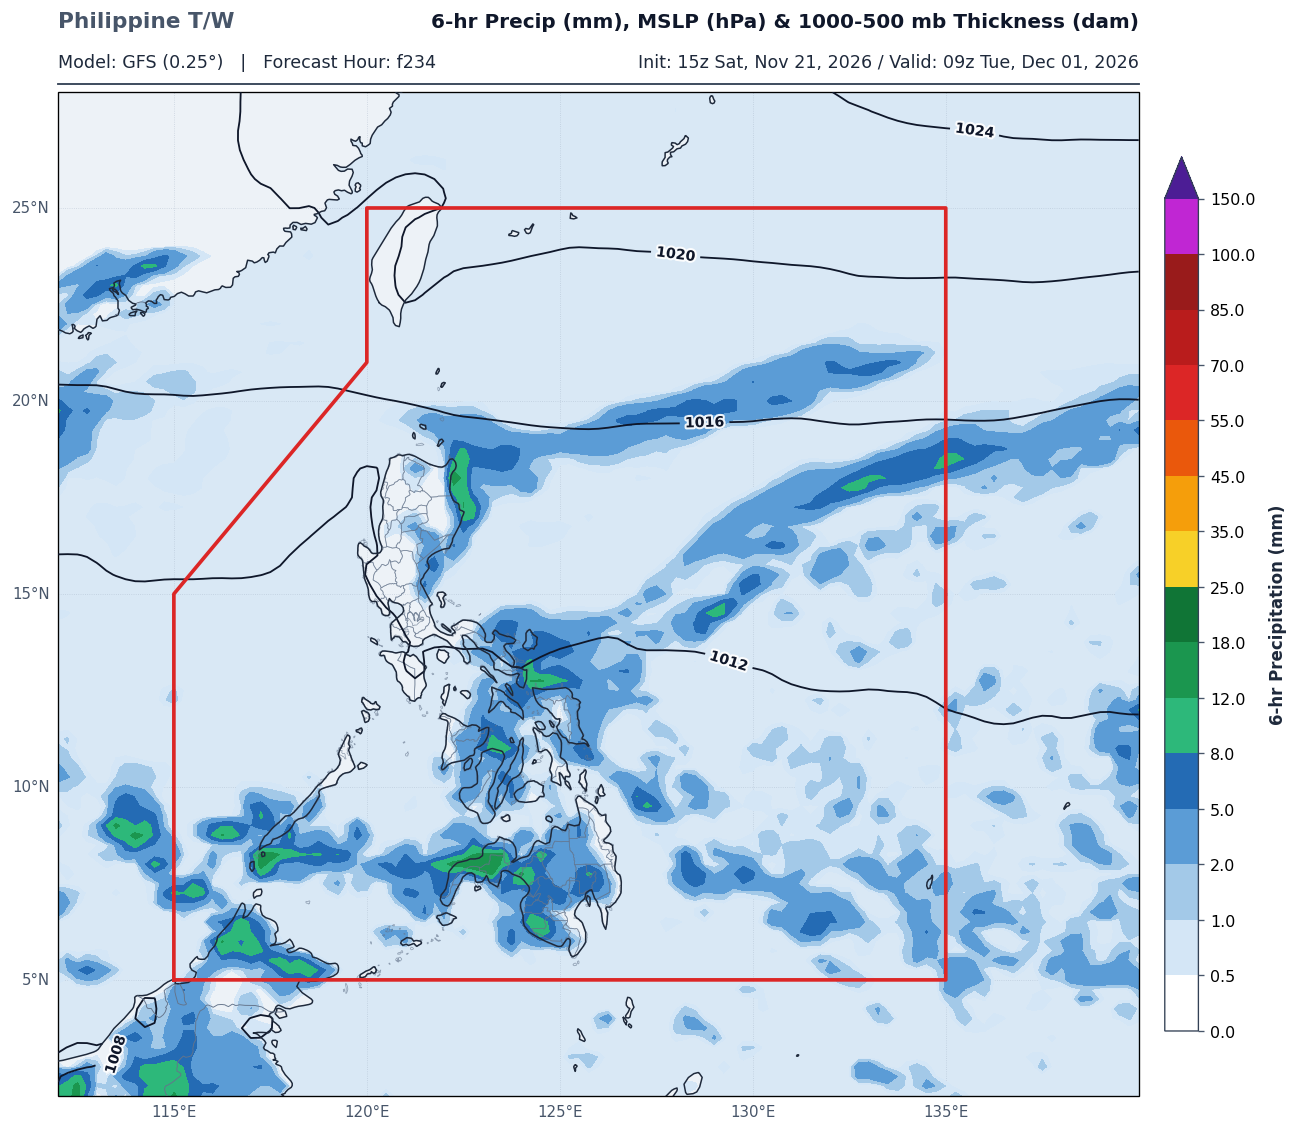 Philippine T/W
6-hr Precip (mm), MSLP (hPa) & 1000-500 mb Thickness (dam)
Model: GFS (0.25°)   |   Forecast Hour: f234
Init: 15z Sat, Nov 21, 2026 / Valid: 09z Tue, Dec 01, 2026
1024
1020
1016
1012
1008
25°N
20°N
15°N
10°N
5°N
115°E
120°E
125°E
130°E
135°E
150.0
100.0
85.0
70.0
55.0
45.0
35.0
25.0
18.0
12.0
8.0
5.0
2.0
1.0
0.5
0.0
6-hr Precipitation (mm)